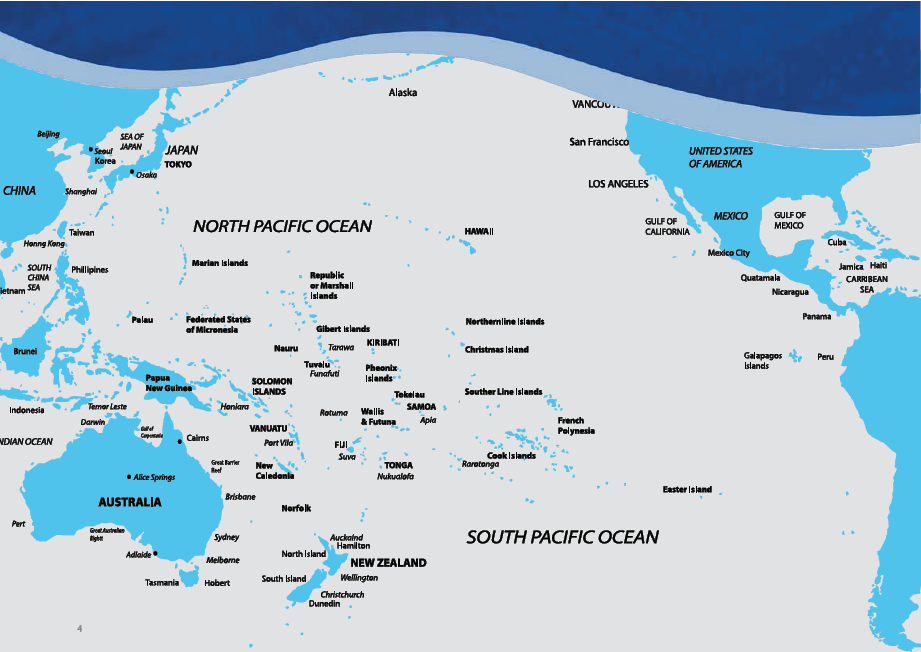 Alaska
VANCOU
Beijing
SEA OF
JAPAN
Seoul
Korea
JAPAN
TOKYO
Osaka
San Francisco
UNITED STATES
OF AMERICA
CHINA
Shanghai
LOS ANGELES
NORTH PACIFIC OCEAN
HAWAII
GULF OF
CALIFORNIA
MEXICO
GULF OF
MEXICO
Taiwan
Honng Kong
Cuba
Mexico City
SOUTH
CHINA
SEA
Phillipines
ietnam
Marian Islands
Republic
or Marshall
Islands
Quatamala
Nicaragua
Jamica
Haiti
CARRIBEAN
SEA
Palau
Federated States
of Micronesia
Gibert Islands
Northernline Islands
Panama
Brunei
Nauru
Tarawa
KIRIBATI
Christmas Island
Galapagos
Islands
Peru
Papua
New Guinea
SOLOMON
ISLANDS
Tuvalu
Funafuti
Pheonix
Islands
Tokelau
SAMOA
Apia
Souther Line Islands
Indonesia
Temor Leste
Darwin
Honiara
Rotuma
Wallis
& Futuna
French
Polynesia
NDIAN OCEAN
Gulf of
Carpentaria
Cairns
VANUATU
Port Vila
FIJI
Suva
Cook Islands
Rarotonga
Great Barrier
Reef
New
Caledonia
TONGA
Nukualofa
Alice Springs
AUSTRALIA
Brisbane
Easter Island
Norfolk
Pert
Great Australian
Bight
Sydney
SOUTH PACIFIC OCEAN
Adlaide
Melborne
Auckalnd
Hamilton
North Island
NEW ZEALAND
Tasmania
Hobert
South Island
Wellington
Christchurch
Dunedin
4